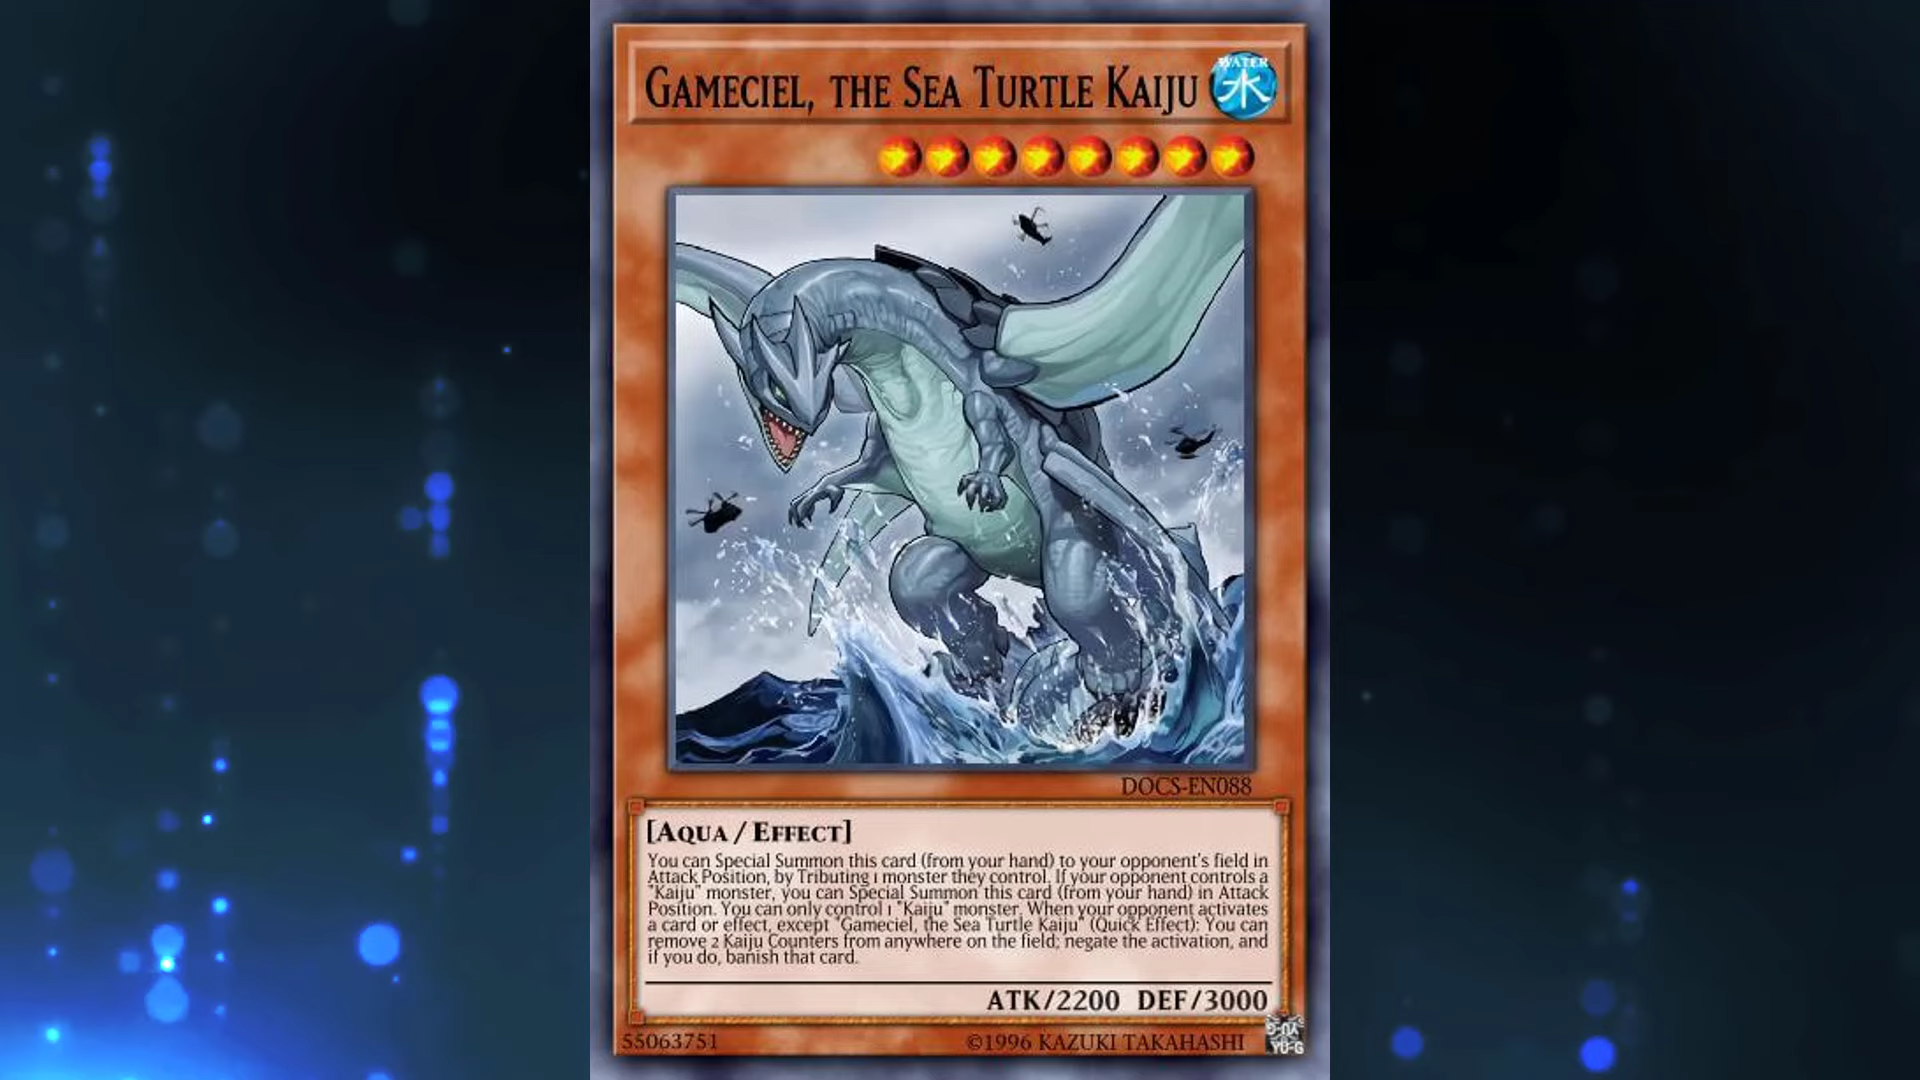 GAMECIEL, THE SEA TURTLE KAIJU
WATER
水
DOCS-EN088
[AQUA / EFFECT]
You can Special Summon this card (from your hand) to your opponent's field in
Attack Position, by Tributing 1 monster they control. If your opponent controls a
"Kaiju" monster, you can Special Summon this card (from your hand) in Attack
Position. You can only control 1 "Kaiju" monster. When your opponent activates
a card or effect, except "Gameciel, the Sea Turtle Kaiju" (Quick Effect): You can
remove 2 Kaiju Counters from anywhere on the field; negate the activation, and
if you do, banish that card.
ATK/2200 DEF/3000
55063751
©1996 KAZUKI TAKAHASHI